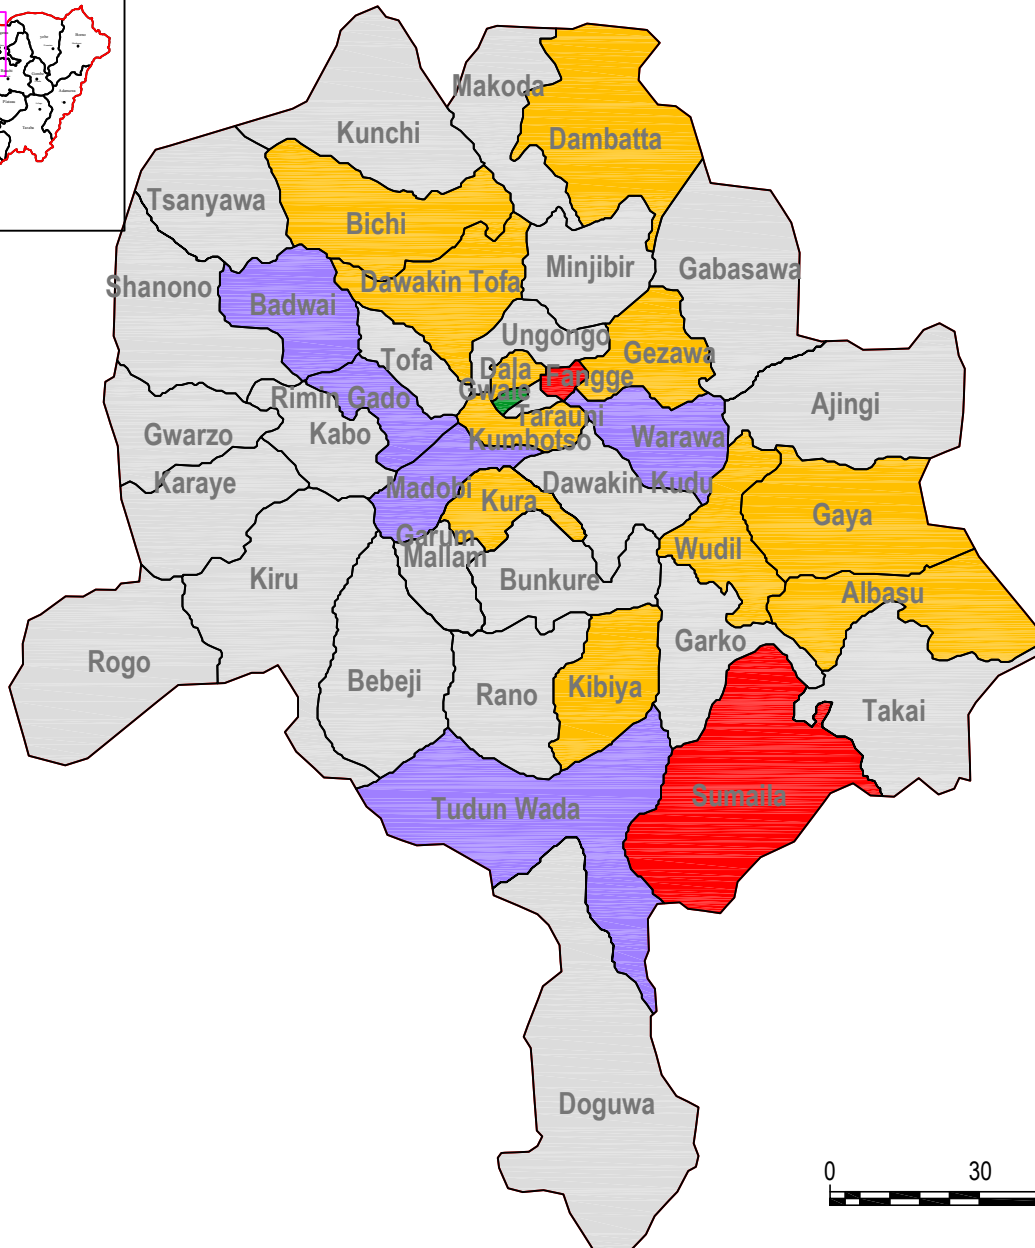 Makoda
Kunchi
Dambatta
Tsanyawa
Bichi
Minjibir
Gabasawa
Dawakin Tofa
Shanono
Badwai
Ungongo
Tofa
Gezawa
Dala
Fangge
Gwale
Rimin Gado
Ajingi
Tarauni
Gwarzo
Kabo
Kumbotso
Warawa
Karaye
Madobi
Dawakin Kudu
Kura
Gaya
Garum
Mallam
Wudil
Kiru
Bunkure
Albasu
Garko
Rogo
Bebeji
Rano
Kibiya
Takai
Sumaila
Tudun Wada
Doguwa
0 30